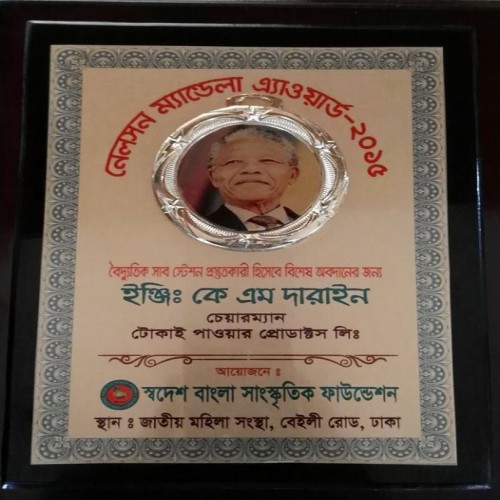 নেলসন ম্যান্ডেলা এ্যাওয়ার্ড-২০১৫
বৈদ্যুতিক সাব স্টেশন প্রস্তুতকারী হিসেবে বিশেষ অবদানের জন্য
ইঞ্জিঃ কে এম দারাইন
চেয়ারম্যান
টোকাই পাওয়ার প্রোডাক্টস লিঃ
আয়োজনে :
স্বদেশ বাংলা সাংস্কৃতিক ফাউন্ডেশন
স্থান : জাতীয় মহিলা সংস্থা, বেইলী রোড, ঢাকা